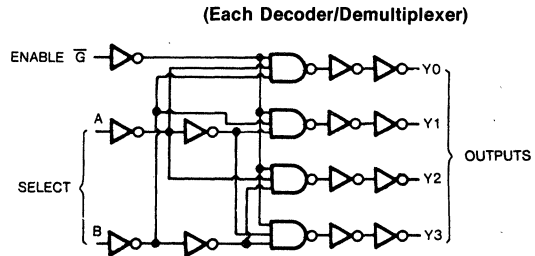 (Each Decoder/Demultiplexer)
ENABLE G̅
Y0
A
Y1
SELECT
OUTPUTS
Y2
B
Y3